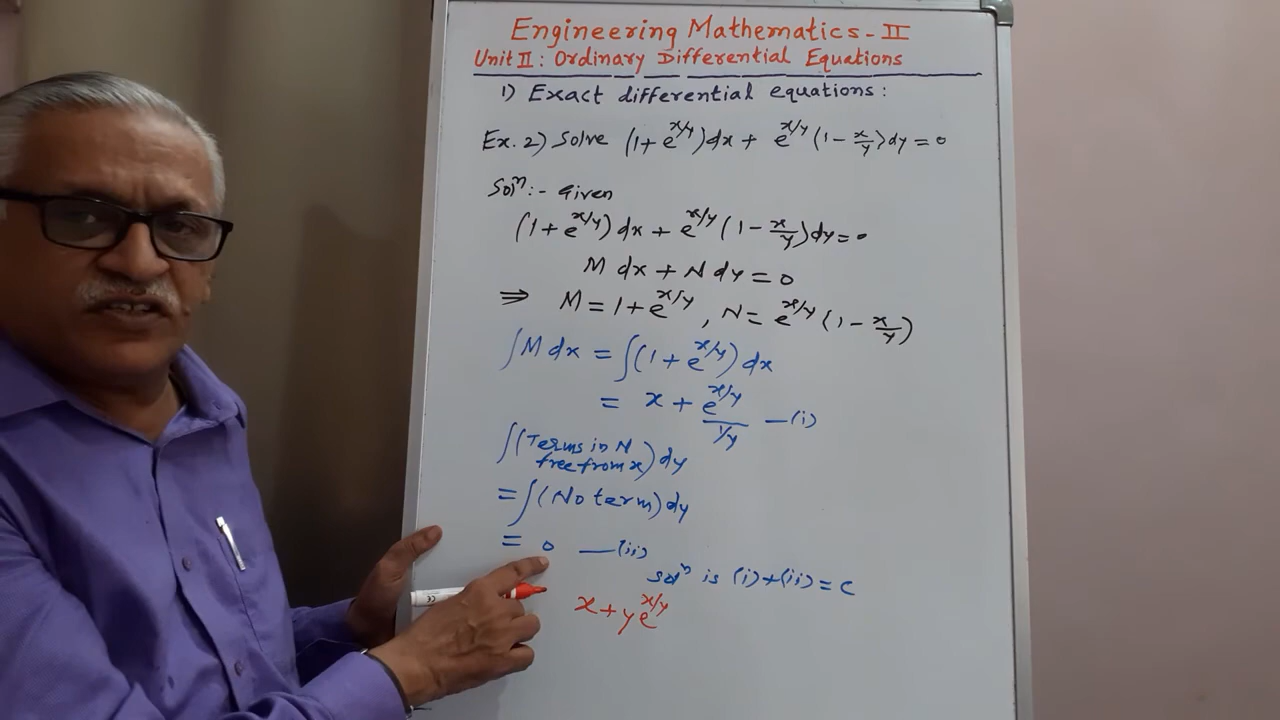 Engineering Mathematics - II
Unit II : Ordinary Differential Equations
1) Exact differential equations :
Ex. 2) Solve (1 + e^{x/y}) dx + e^{x/y} (1 - x/y) dy = 0
Solⁿ :- Given
(1 + e^{x/y}) dx + e^{x/y} (1 - x/y) dy = 0
M dx + N dy = 0
⇒ M = 1 + e^{x/y} , N = e^{x/y} (1 - x/y)
∫ M dx = ∫ (1 + e^{x/y}) dx
= x + e^{x/y} / (1/y) — (i)
∫ (Terms in N
free from x) dy
= ∫ (No term) dy
= 0 — (ii)
solⁿ is (i) + (ii) = c
x + y e^{x/y}